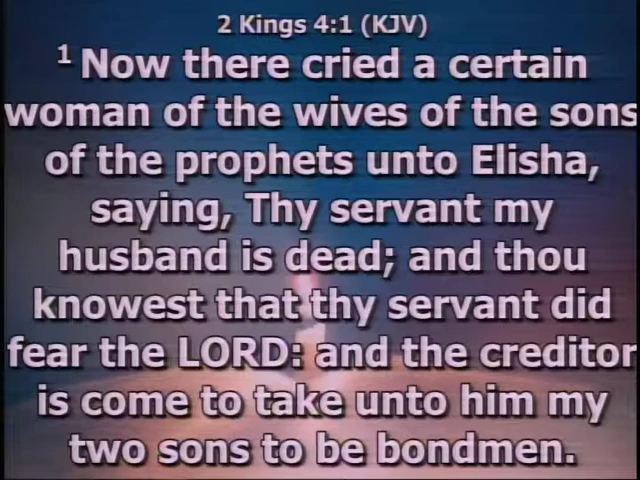 2 Kings 4:1 (KJV)
1 Now there cried a certain
woman of the wives of the sons
of the prophets unto Elisha,
saying, Thy servant my
husband is dead; and thou
knowest that thy servant did
fear the LORD: and the creditor
is come to take unto him my
two sons to be bondmen.